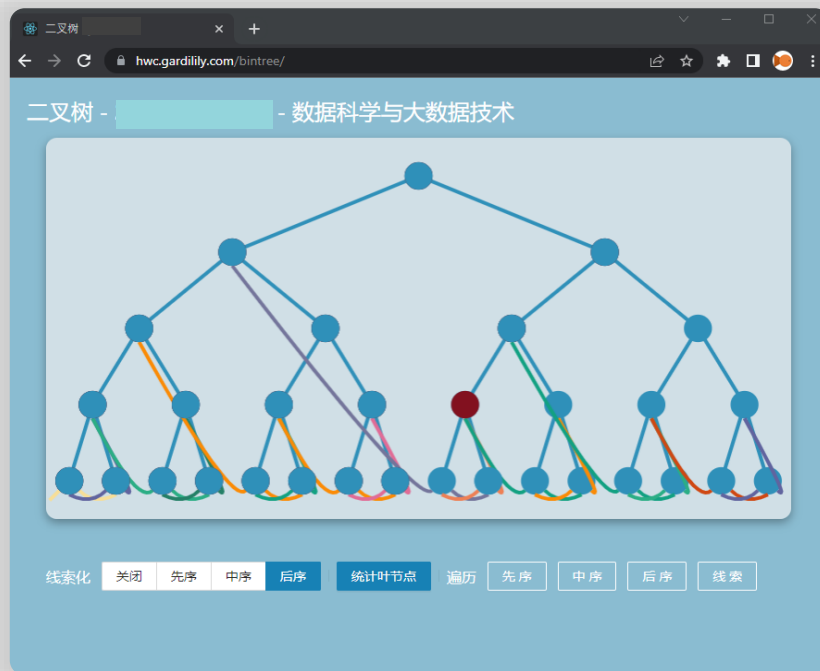 二叉树
hwc.gardilily.com/bintree/
二叉树 - - 数据科学与大数据技术
线索化 关闭 先序 中序 后序 统计叶节点 遍历 先序 中序 后序 线索